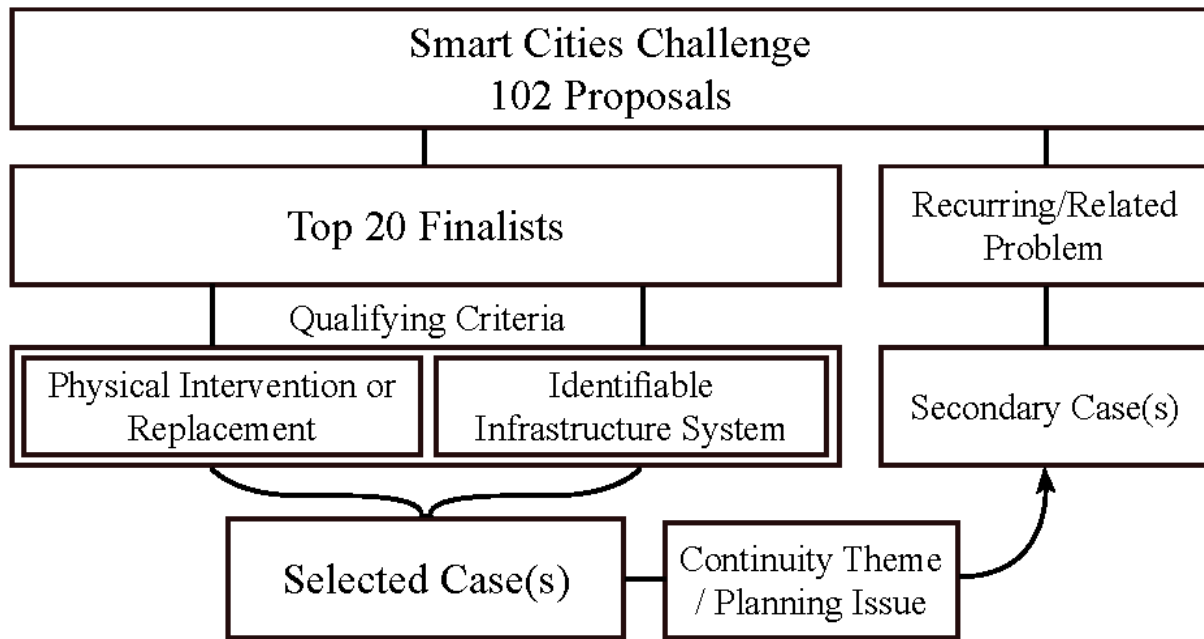 Smart Cities Challenge
102 Proposals
Top 20 Finalists
Recurring/Related
Problem
Qualifying Criteria
Physical Intervention or
Replacement
Identifiable
Infrastructure System
Secondary Case(s)
Selected Case(s)
Continuity Theme
/ Planning Issue